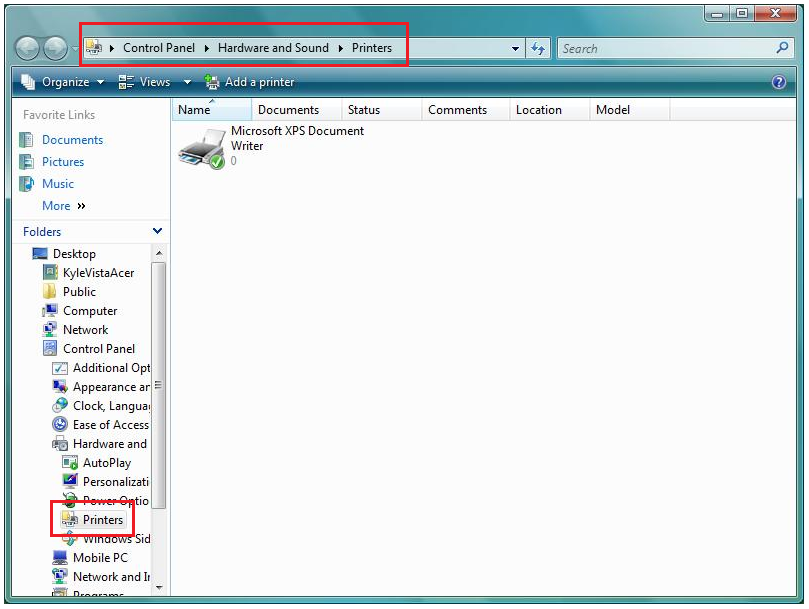 Control Panel Hardware and Sound Printers
Search
Organize Views Add a printer
Name Documents Status Comments Location Model
Microsoft XPS Document
Writer
0
Favorite Links
Documents
Pictures
Music
More »
Folders
Desktop
KyleVistaAcer
Public
Computer
Network
Control Panel
Additional Opt
Appearance an
Clock, Langua
Ease of Access
Hardware and
AutoPlay
Personalizati
Power Optio
Printers
Windows Sid
Mobile PC
Network and In
Programs